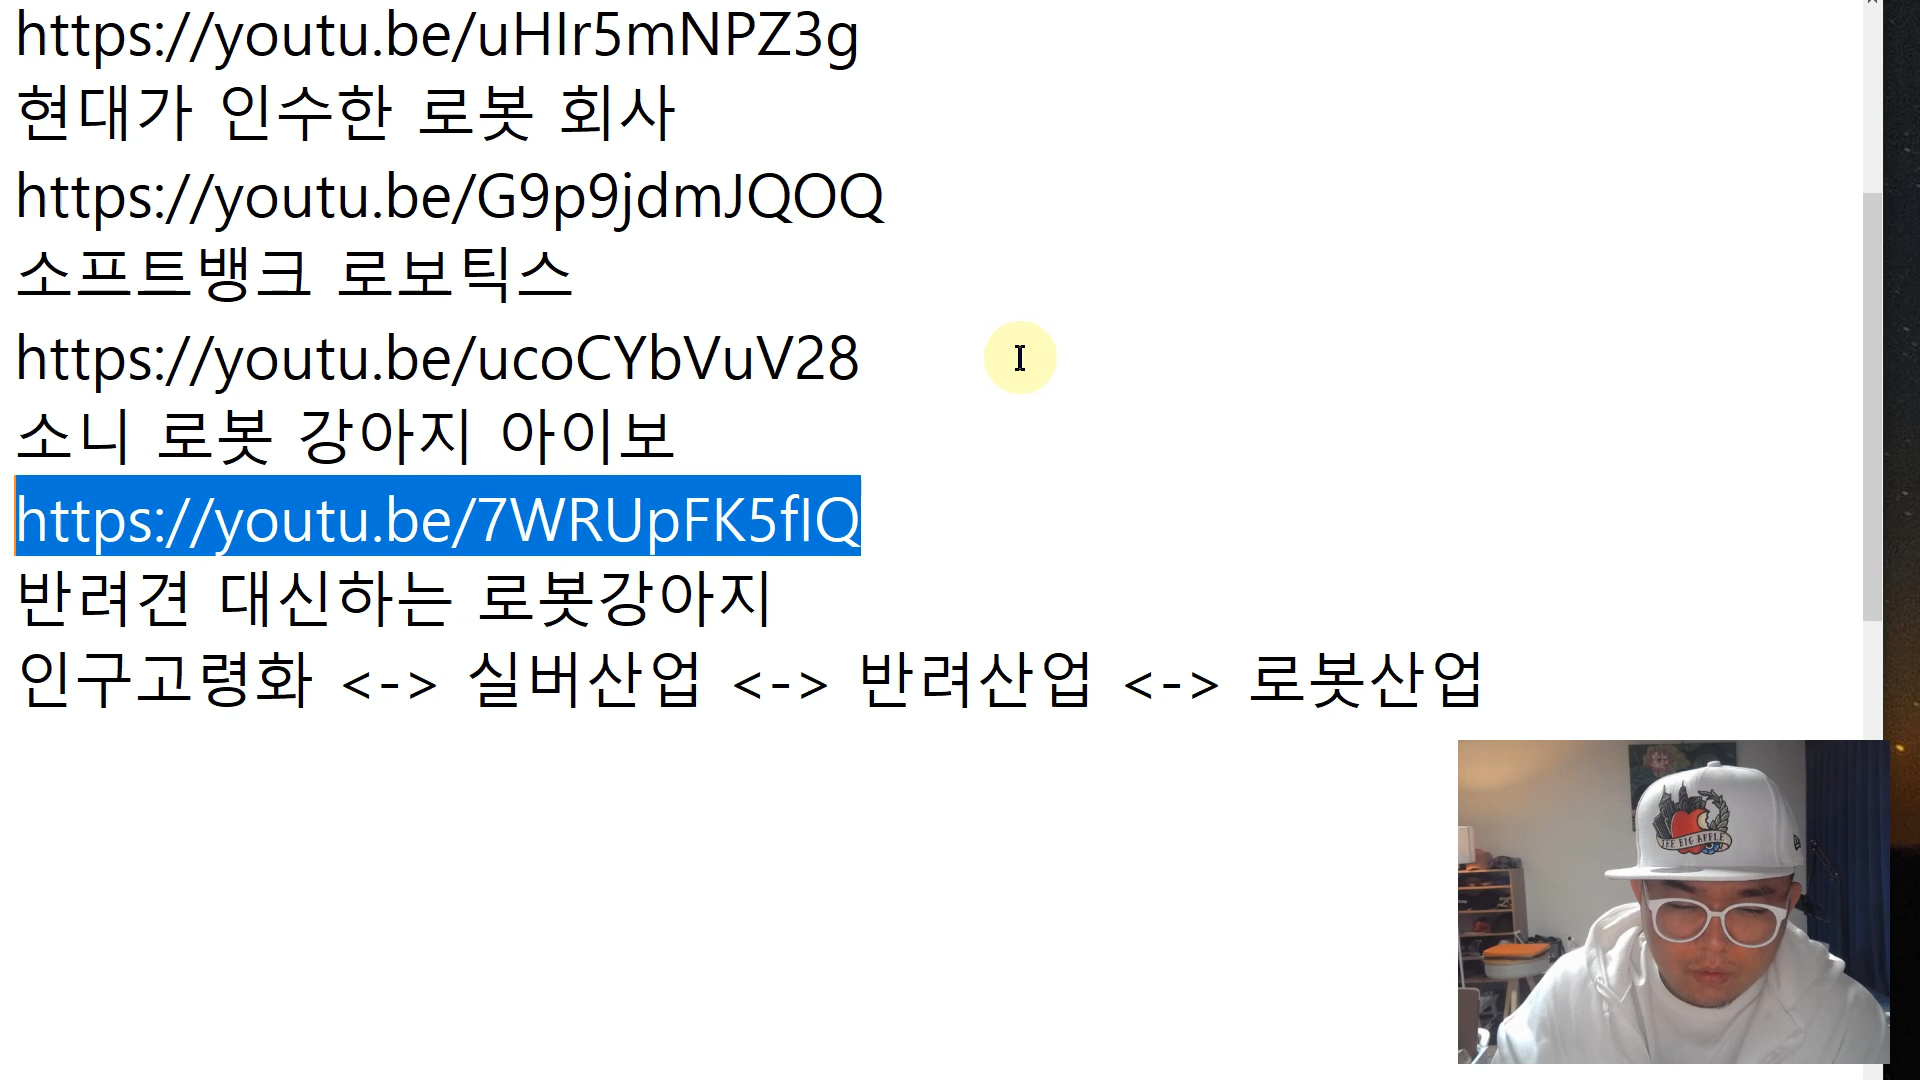 https://youtu.be/uHIr5mNPZ3g
현대가 인수한 로봇 회사
https://youtu.be/G9p9jdmJQOQ
소프트뱅크 로보틱스
https://youtu.be/ucoCYbVuV28
소니 로봇 강아지 아이보
https://youtu.be/7WRUpFK5fIQ
반려견 대신하는 로봇강아지
인구고령화 <-> 실버산업 <-> 반려산업 <-> 로봇산업
THE BIG APPLE